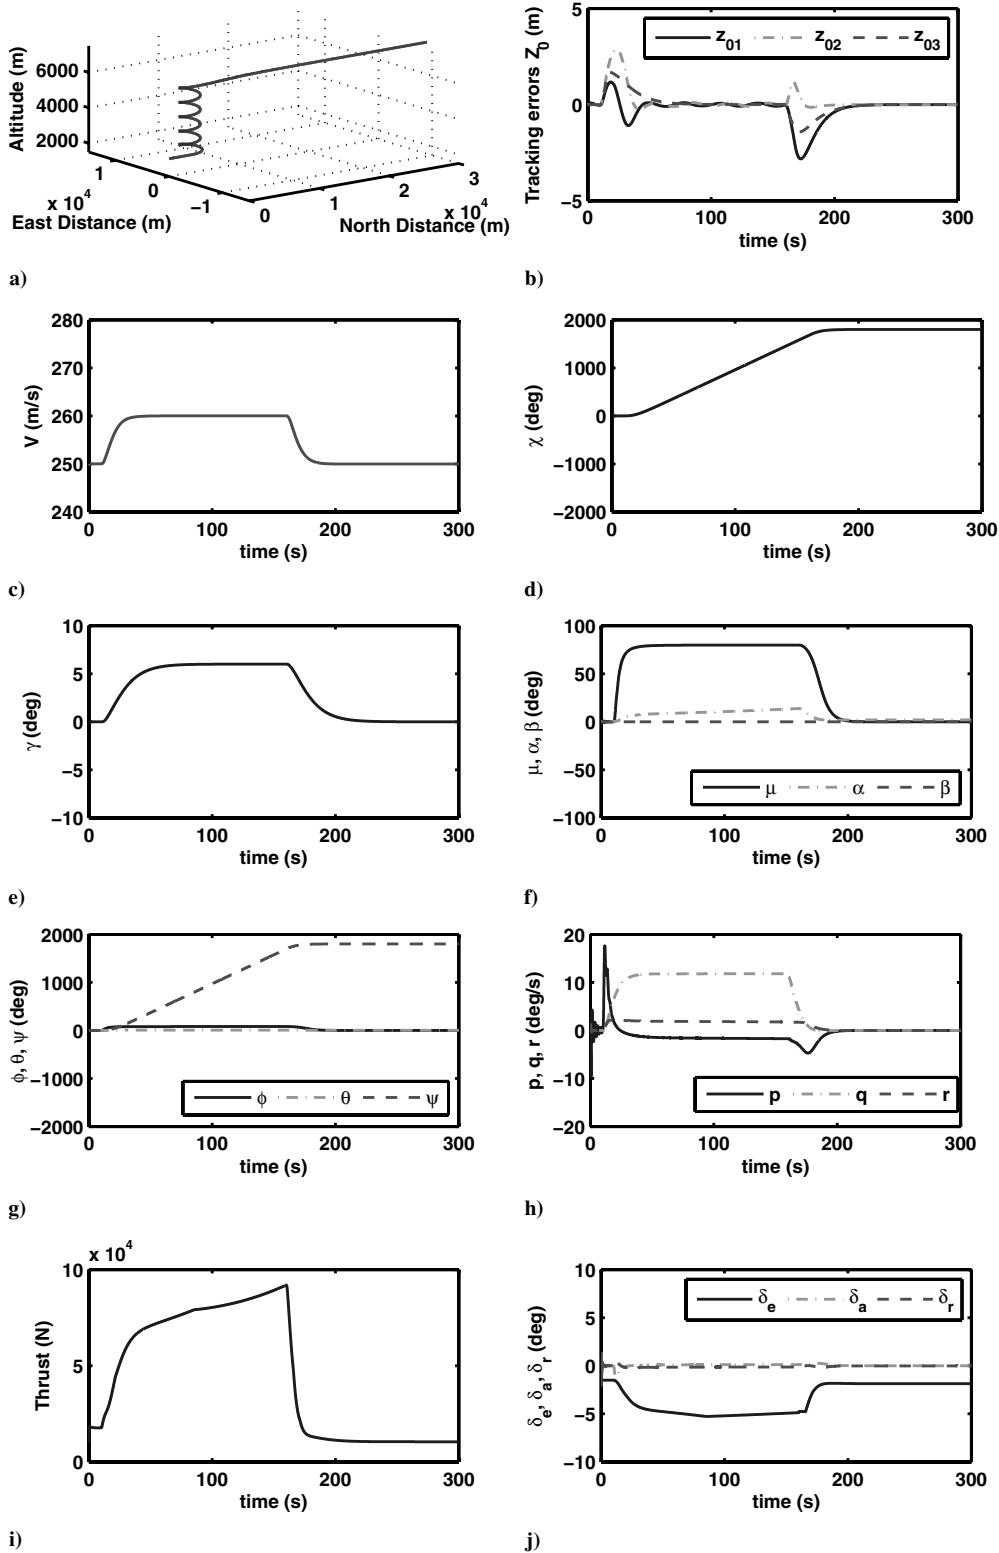 6000
4000
2000
Altitude (m)
1
0
−1
x 10^4
East Distance (m)
0
1
2
3
x 10^4
North Distance (m)
a)
5
0
−5
Tracking errors Z_0 (m)
z_01 z_02 z_03
0 100 200 300
time (s)
b)
280
270
260
250
240
V (m/s)
0 100 200 300
time (s)
c)
2000
1000
0
−1000
−2000
χ (deg)
0 100 200 300
time (s)
d)
10
5
0
−5
−10
γ (deg)
0 100 200 300
time (s)
e)
100
50
0
−50
−100
μ, α, β (deg)
μ α β
0 100 200 300
time (s)
f)
2000
1000
0
−1000
−2000
ϕ, θ, ψ (deg)
ϕ θ ψ
0 100 200 300
time (s)
g)
20
10
0
−10
−20
p, q, r (deg/s)
p q r
0 100 200 300
time (s)
h)
x 10^4
10
5
0
Thrust (N)
0 100 200 300
time (s)
i)
10
5
0
−5
−10
δ_e, δ_a, δ_r (deg)
δ_e δ_a δ_r
0 100 200 300
time (s)
j)